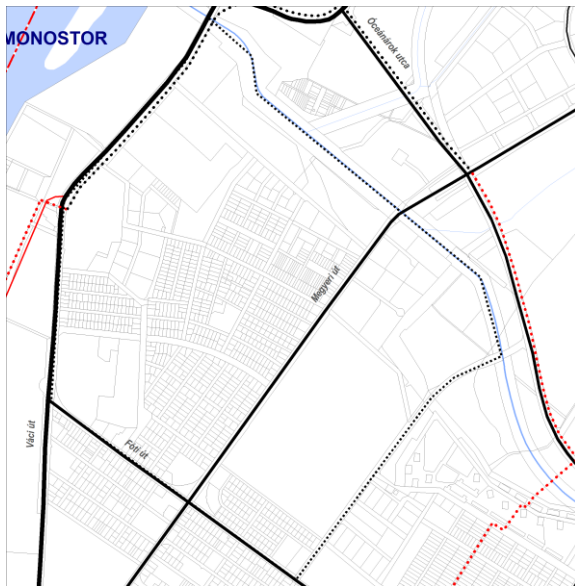 MONOSTOR
Óceánárok utca
Megyeri út
Váci út
Fóti út